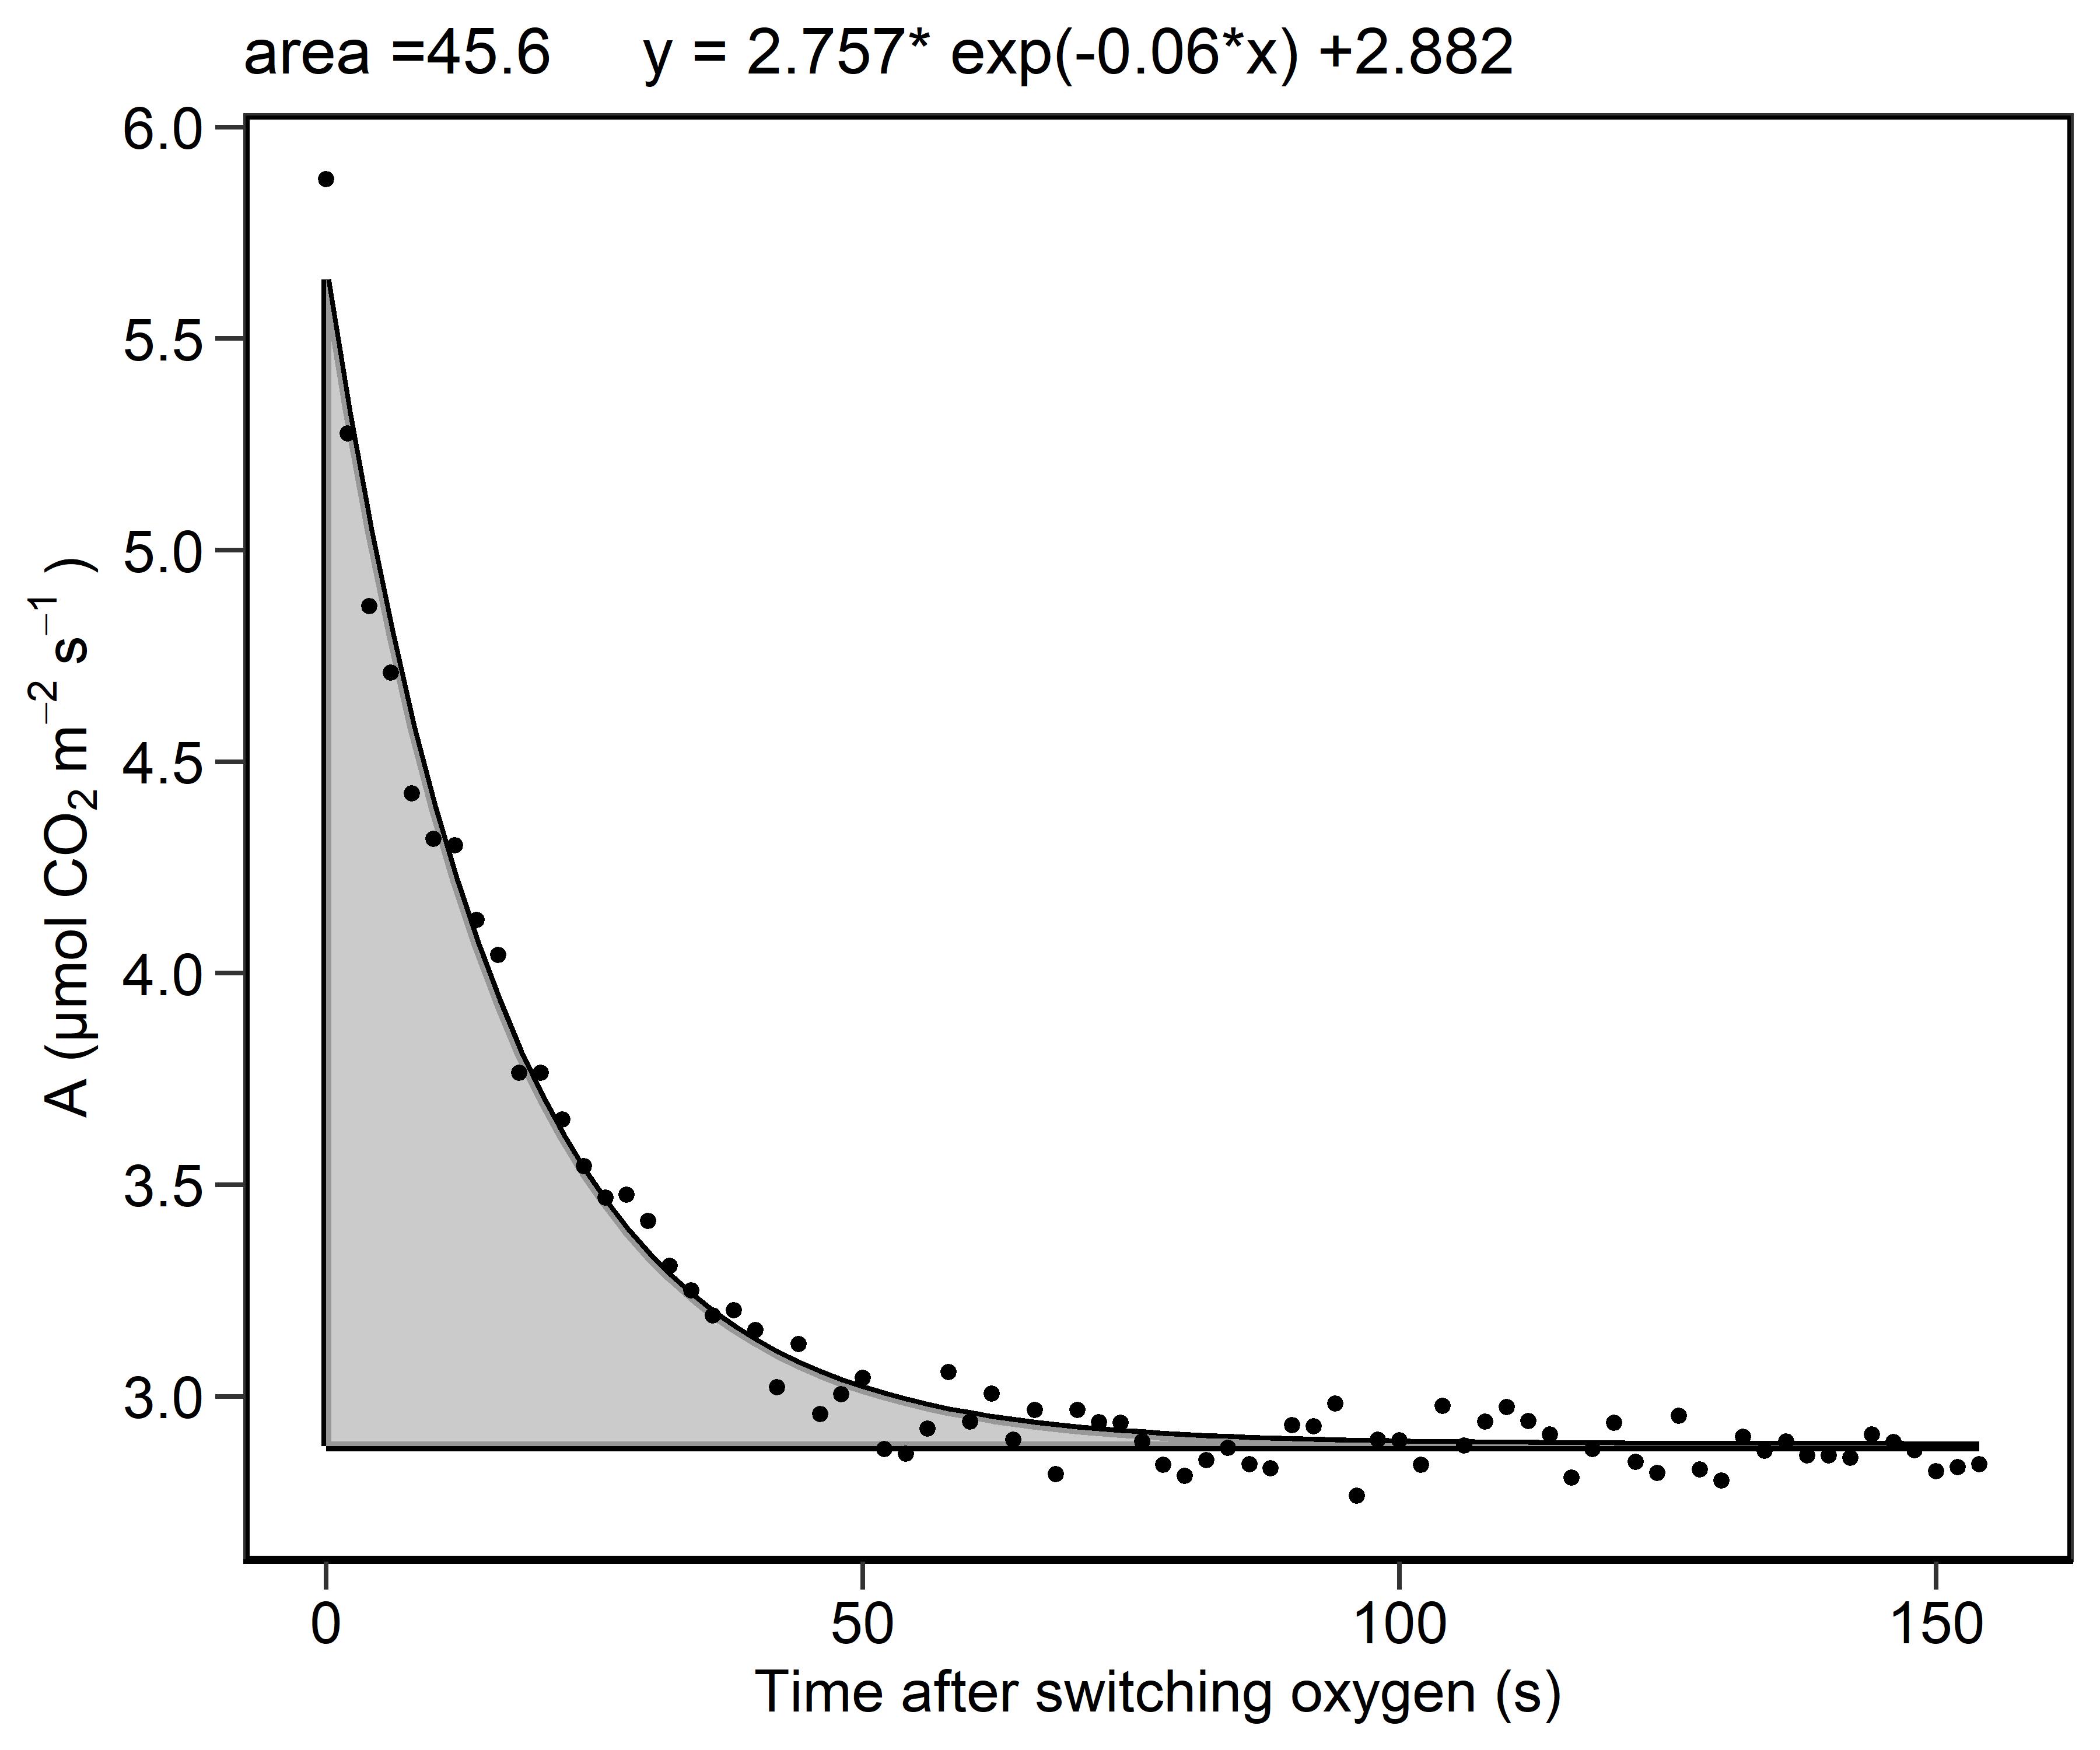 area =45.6 y = 2.757* exp(-0.06*x) +2.882
6.0
5.5
5.0
4.5
4.0
3.5
3.0
A (μmol CO₂ m⁻² s⁻¹ )
0 50 100 150
Time after switching oxygen (s)